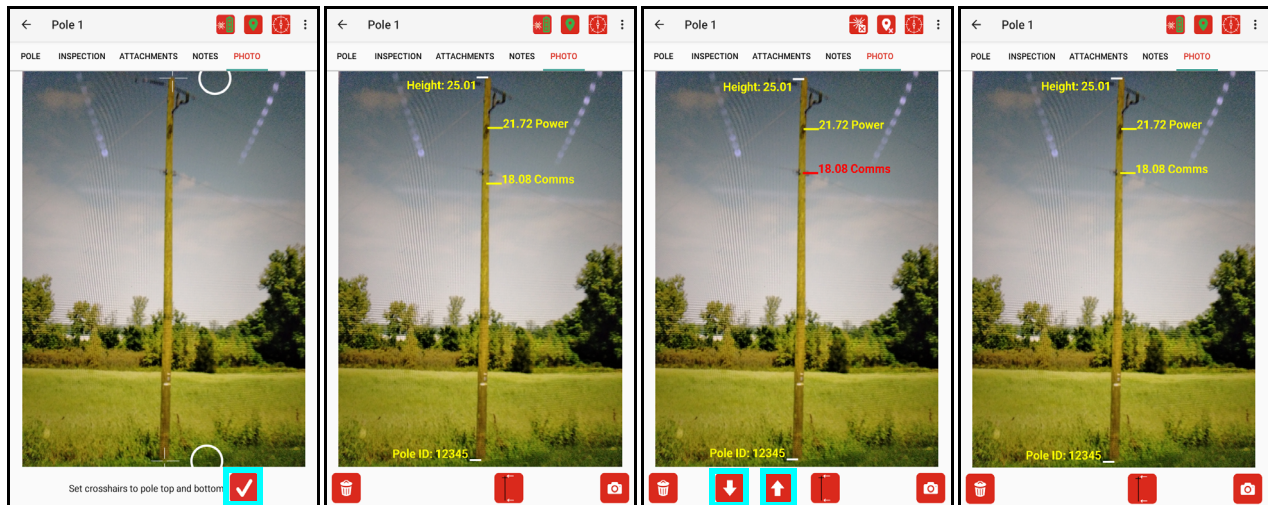 Pole 1
POLE INSPECTION ATTACHMENTS NOTES PHOTO
Set crosshairs to pole top and bottom
Pole 1
POLE INSPECTION ATTACHMENTS NOTES PHOTO
Height: 25.01
21.72 Power
18.08 Comms
Pole ID: 12345
Pole 1
POLE INSPECTION ATTACHMENTS NOTES PHOTO
Height: 25.01
21.72 Power
18.08 Comms
Pole ID: 12345
Pole 1
POLE INSPECTION ATTACHMENTS NOTES PHOTO
Height: 25.01
21.72 Power
18.08 Comms
Pole ID: 12345